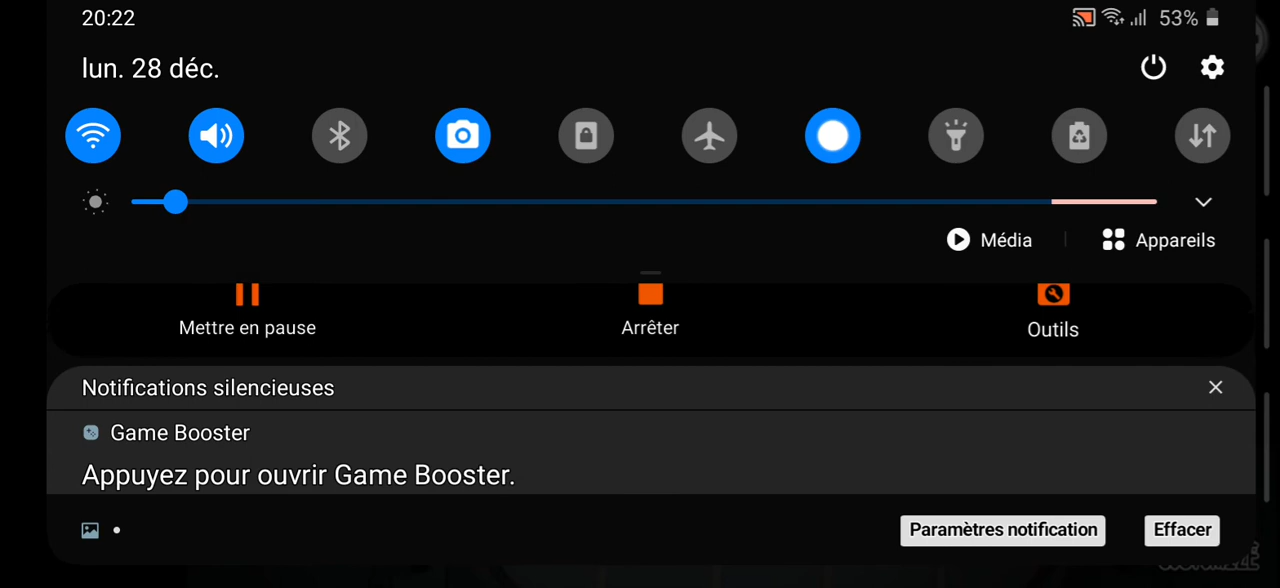 20:22
53%
lun. 28 déc.
Média
Appareils
Mettre en pause
Arrêter
Outils
Notifications silencieuses
Game Booster
Appuyez pour ouvrir Game Booster.
Paramètres notification
Effacer